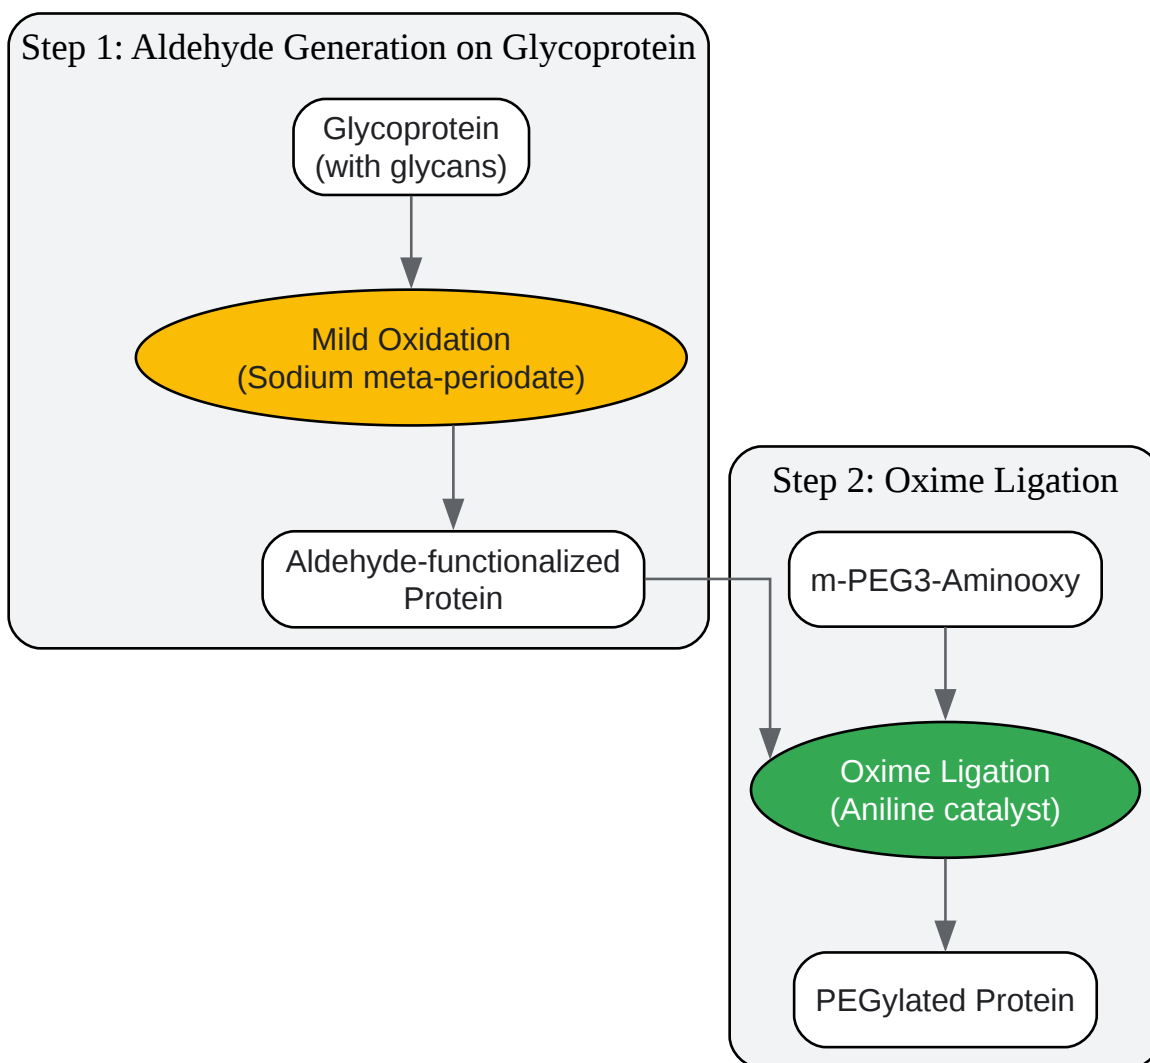 Step 1: Aldehyde Generation on Glycoprotein
Glycoprotein
(with glycans)
Mild Oxidation
(Sodium meta-periodate)
Aldehyde-functionalized
Protein
Step 2: Oxime Ligation
m-PEG3-Aminooxy
Oxime Ligation
(Aniline catalyst)
PEGylated Protein